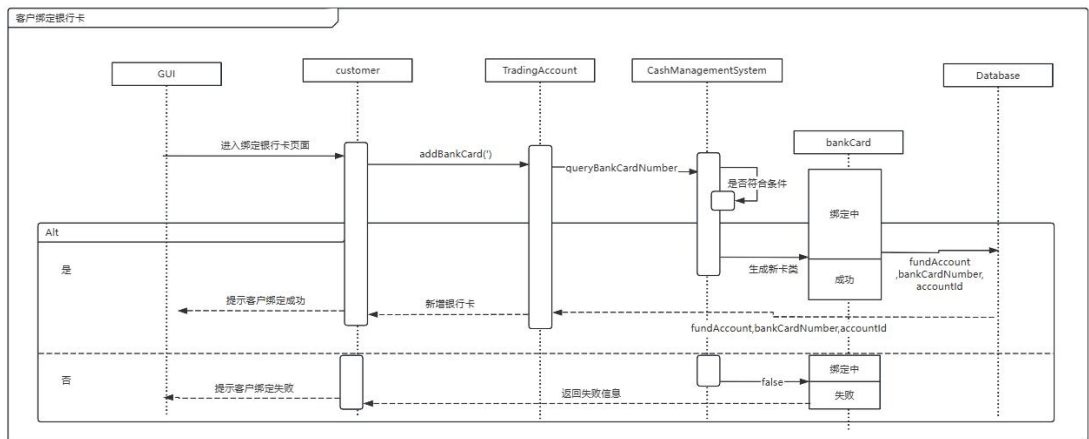 客户绑定银行卡
GUI
customer
TradingAccount
CashManagementSystem
Database
bankCard
进入绑定银行卡页面
addBankCard(')
queryBankCardNumber
是否符合条件
绑定中
Alt
是
生成新卡类
成功
fundAccount
,bankCardNumber,
accountId
提示客户绑定成功
新增银行卡
fundAccount,bankCardNumber,accountId
否
绑定中
false
提示客户绑定失败
返回失败信息
失败